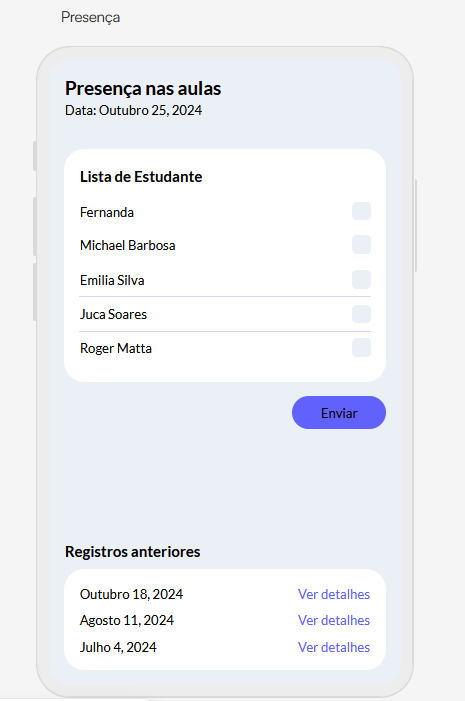 Presença
Presença nas aulas
Data: Outubro 25, 2024
Lista de Estudante
Fernanda
Michael Barbosa
Emilia Silva
Juca Soares
Roger Matta
Enviar
Registros anteriores
Outubro 18, 2024 Ver detalhes
Agosto 11, 2024 Ver detalhes
Julho 4, 2024 Ver detalhes